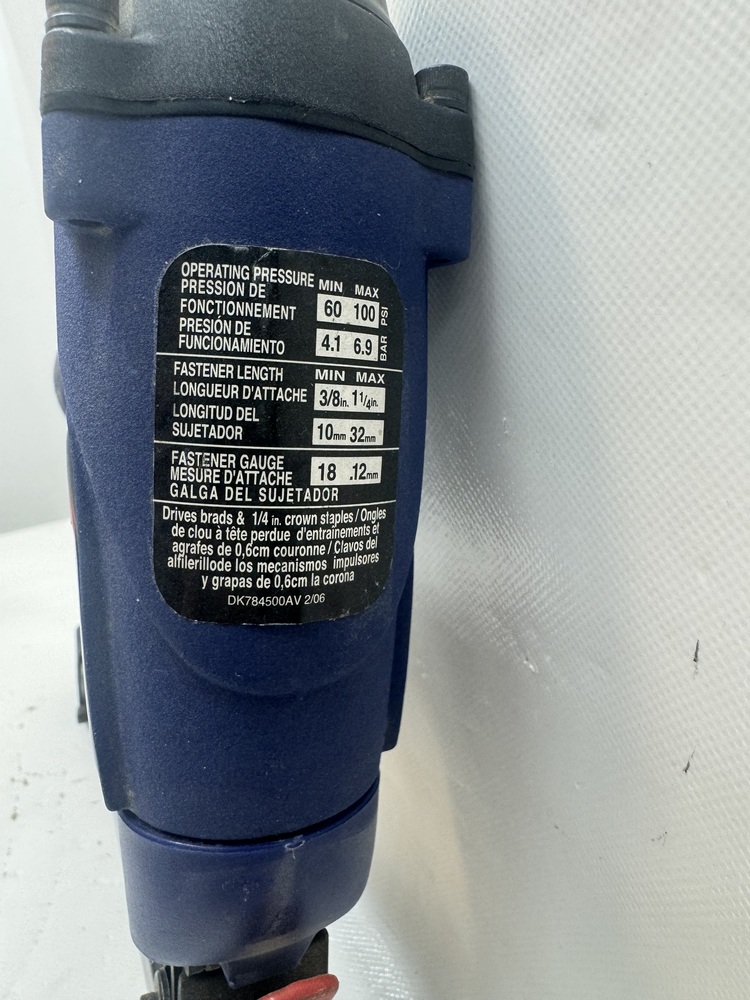 OPERATING PRESSURE MIN MAX
PRESSION DE
FONCTIONNEMENT 60 100 PSI
PRESIÓN DE
FUNCIONAMIENTO 4.1 6.9 BAR
FASTENER LENGTH MIN MAX
LONGUEUR D'ATTACHE 3/8in. 1 1/4in.
LONGITUD DEL
SUJETADOR 10mm 32mm
FASTENER GAUGE
MESURE D'ATTACHE 18 .12mm
GALGA DEL SUJETADOR
Drives brads & 1/4 in. crown staples / Ongles
de clou à tête perdue d'entraînements et
agrafes de 0,6cm couronne / Clavos del
alfilerillode los mecanismos impulsores
y grapas de 0,6cm la corona
DK784500AV 2/06